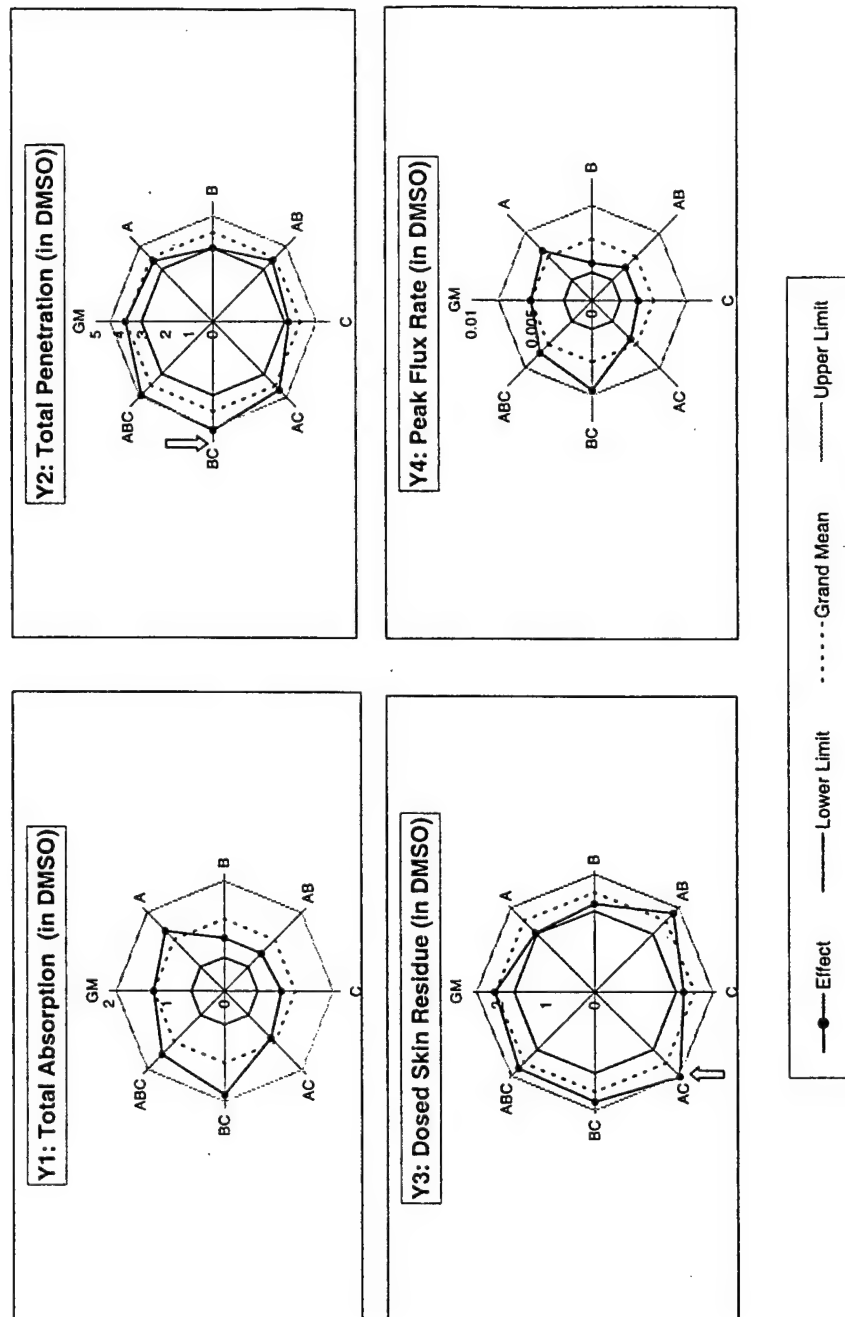 Y1: Total Absorption (in DMSO)
GM
2
A
1
ABC
0
B
BC
AB
AC
C
Y2: Total Penetration (in DMSO)
GM
5
4
A
3
ABC
2
1
0
B
BC
AB
AC
C
Y3: Dosed Skin Residue (in DMSO)
GM
2
A
ABC
1
0
B
BC
AB
AC
C
Y4: Peak Flux Rate (in DMSO)
GM
0.01
A
0.005
ABC
0
B
BC
AB
AC
C
Effect
Lower Limit
Grand Mean
Upper Limit